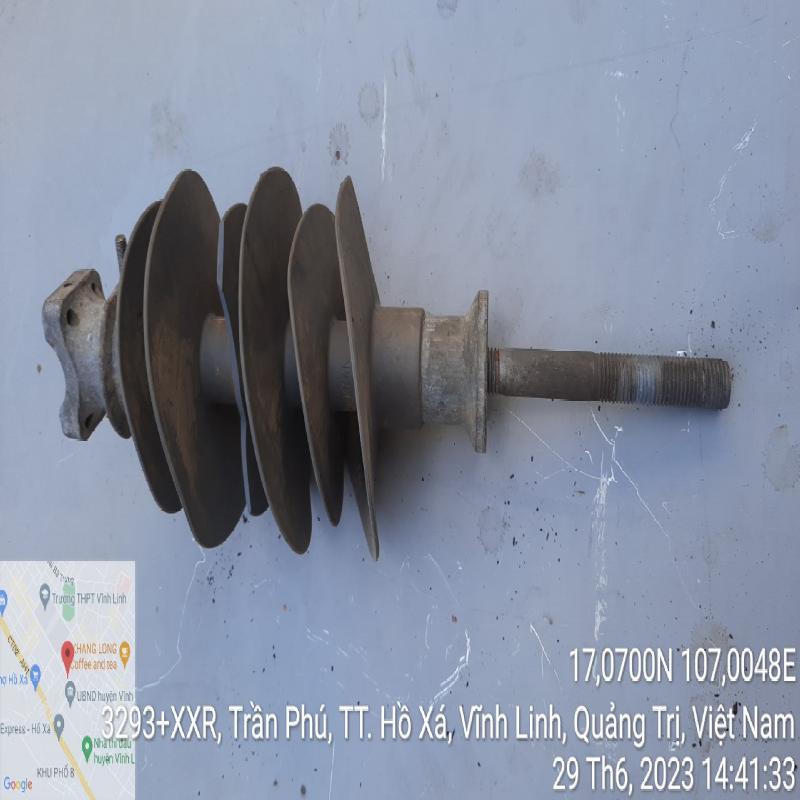 Trường THPT Vĩnh Linh
KHANG LONG
Coffee and tea
UBND huyện Vĩnh
Express - Hồ Xá
Nhà thi đấu
huyện Vĩnh L
KHU PHỐ 8
Google
17,0700N 107,0048E
3293+XXR, Trần Phú, TT. Hồ Xá, Vĩnh Linh, Quảng Trị, Việt Nam
29 Th6, 2023 14:41:33